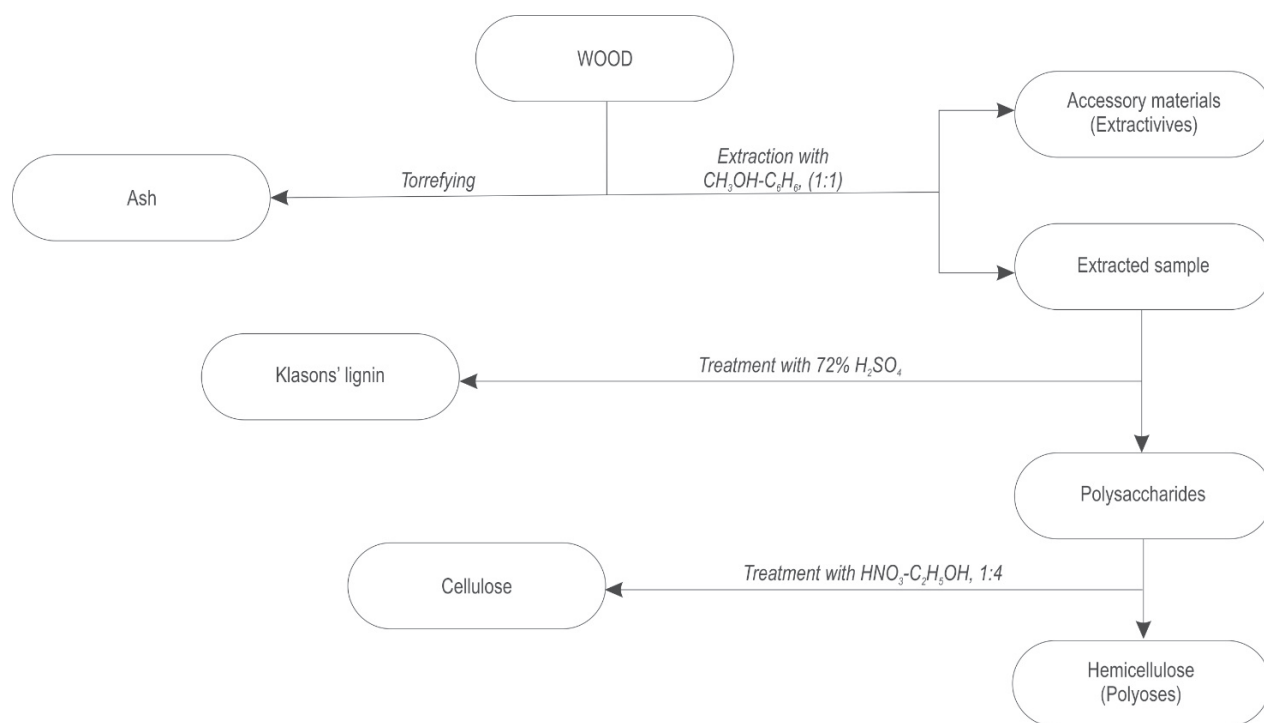 WOOD
Accessory materials
(Extractivives)
Extraction with
CH₃OH-C₆H₆, (1:1)
Torrefying
Ash
Extracted sample
Treatment with 72% H₂SO₄
Klasons’ lignin
Polysaccharides
Treatment with HNO₃-C₂H₅OH, 1:4
Cellulose
Hemicellulose
(Polyoses)